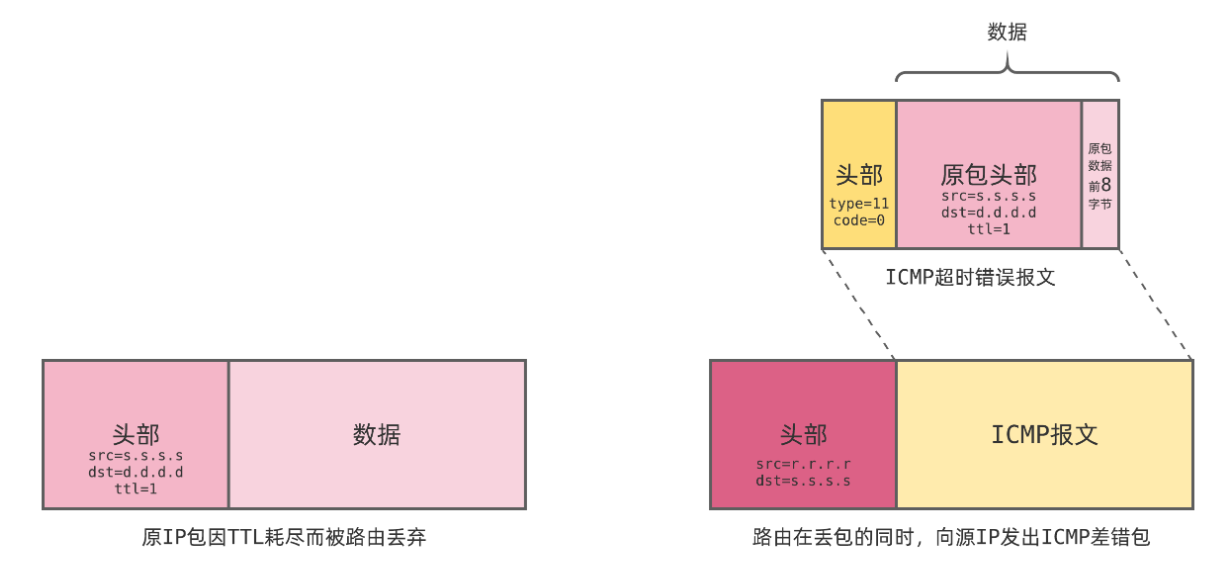 数据
头部
type=11
code=0
原包头部
src=s.s.s.s
dst=d.d.d.d
ttl=1
原包
数据
前8
字节
ICMP超时错误报文
头部
src=s.s.s.s
dst=d.d.d.d
ttl=1
数据
头部
src=r.r.r.r
dst=s.s.s.s
ICMP报文
原IP包因TTL耗尽而被路由丢弃
路由在丢包的同时，向源IP发出ICMP差错包